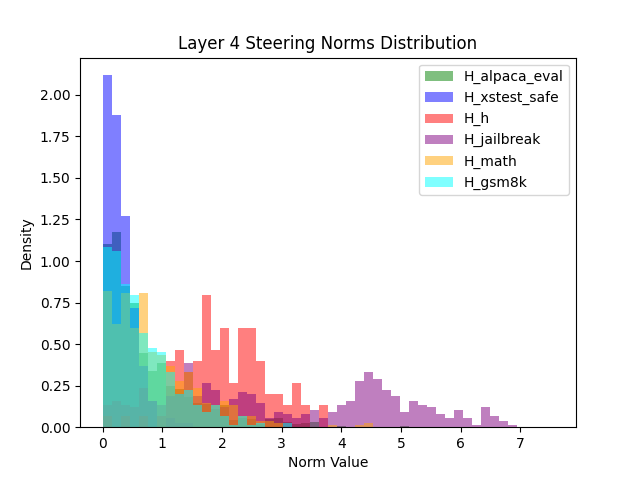 Layer 4 Steering Norms Distribution
H_alpaca_eval
H_xstest_safe
H_h
H_jailbreak
H_math
H_gsm8k
Density
2.00
1.75
1.50
1.25
1.00
0.75
0.50
0.25
0.00
0 1 2 3 4 5 6 7
Norm Value